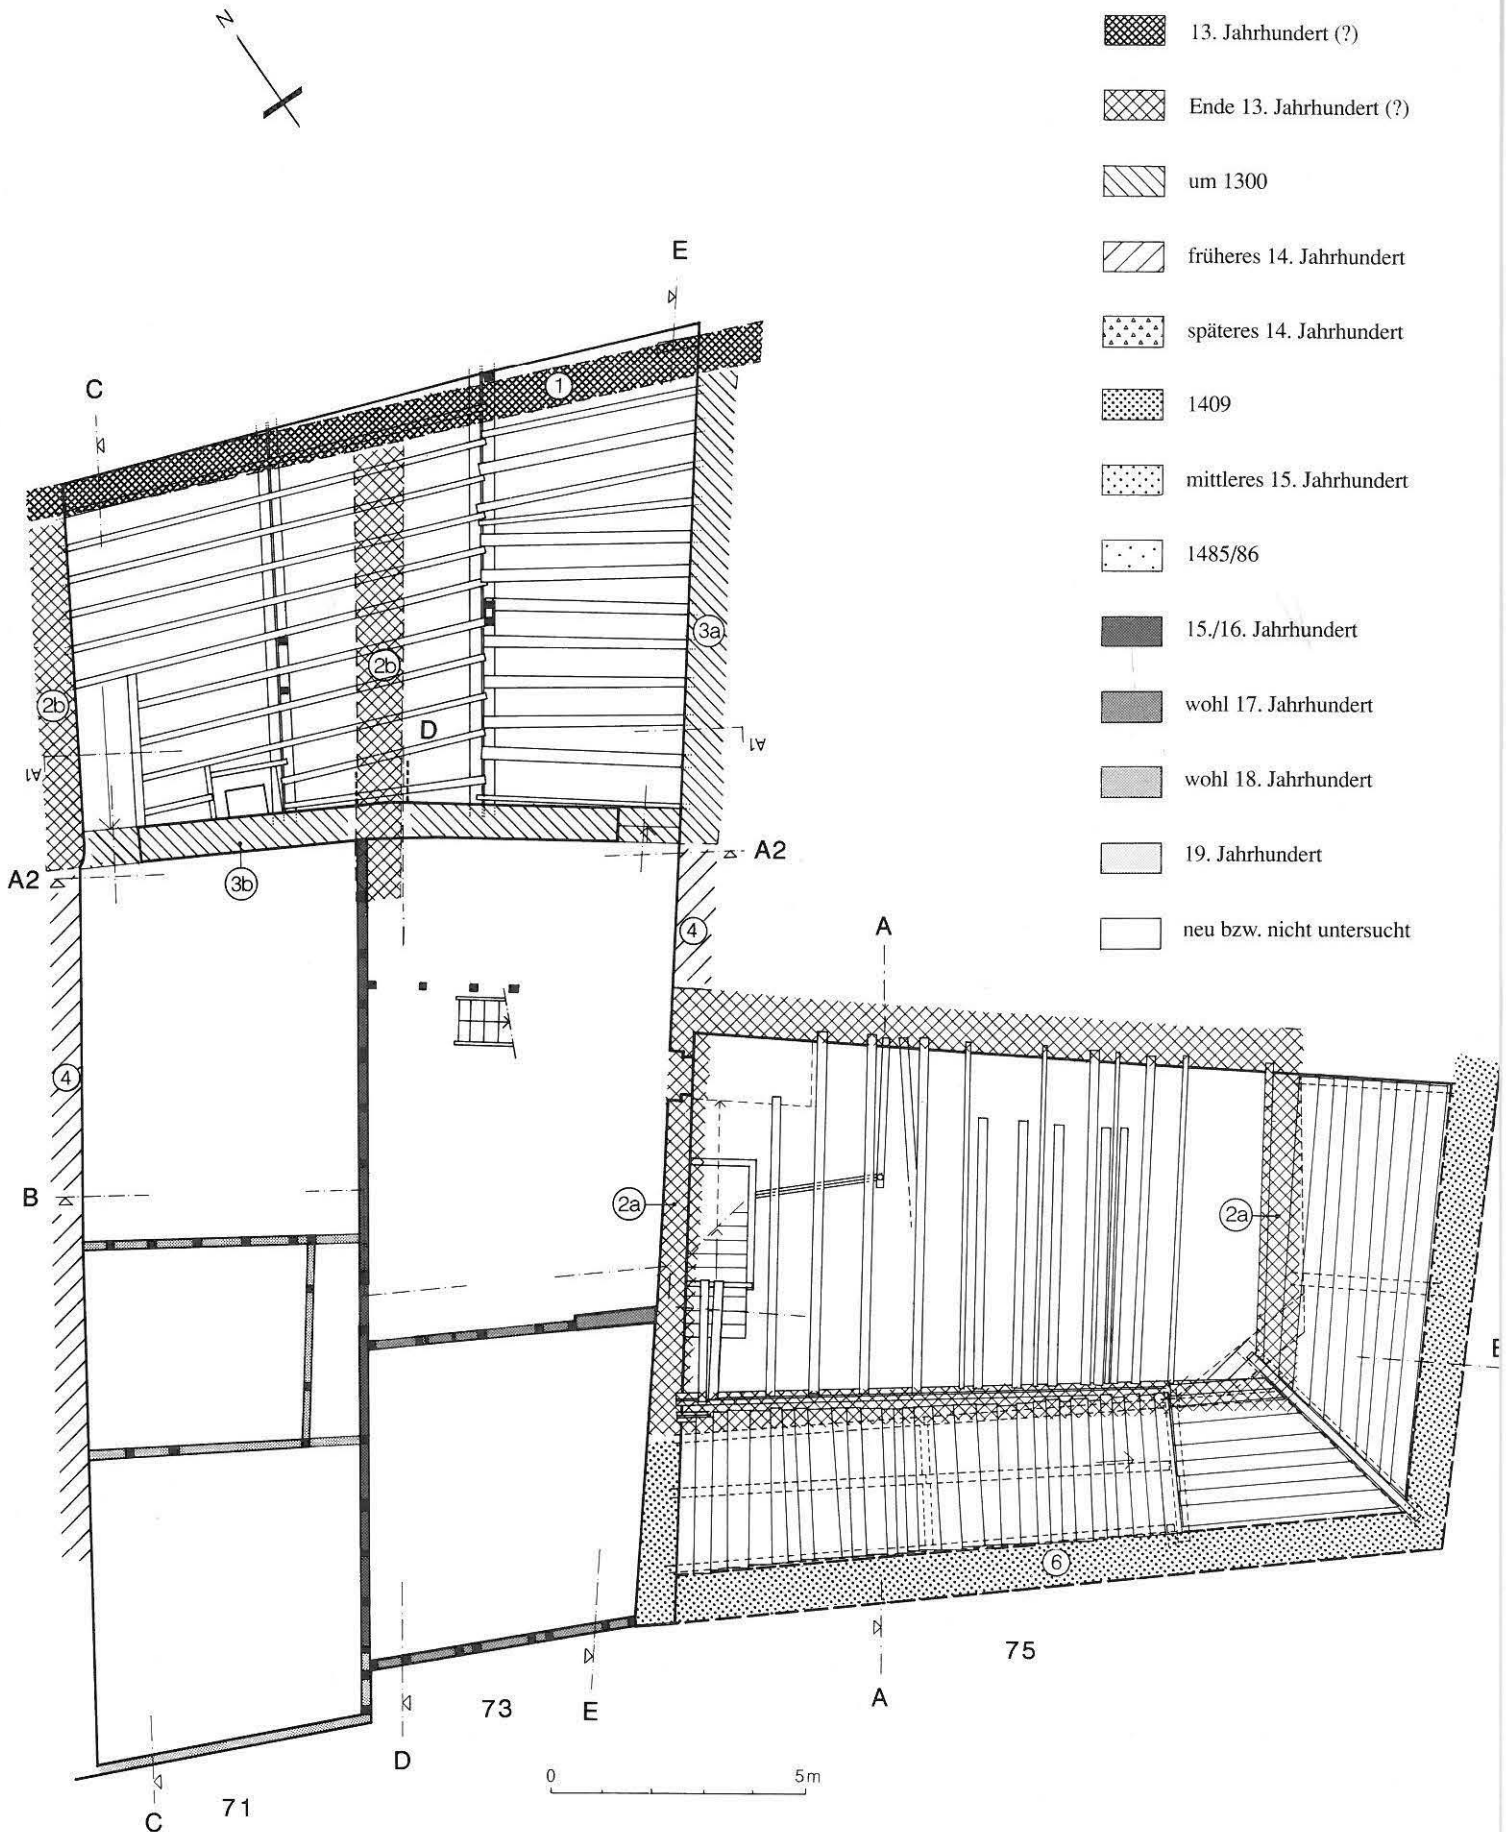 N
13. Jahrhundert (?)
Ende 13. Jahrhundert (?)
um 1300
früheres 14. Jahrhundert
späteres 14. Jahrhundert
1409
mittleres 15. Jahrhundert
1485/86
15./16. Jahrhundert
wohl 17. Jahrhundert
wohl 18. Jahrhundert
19. Jahrhundert
neu bzw. nicht untersucht
E
C
1
3a
2b
2b
D
A1
A1
A2
A2
3b
4
A
4
B
2a
2a
6
75
A
73
E
D
0 5m
71
C